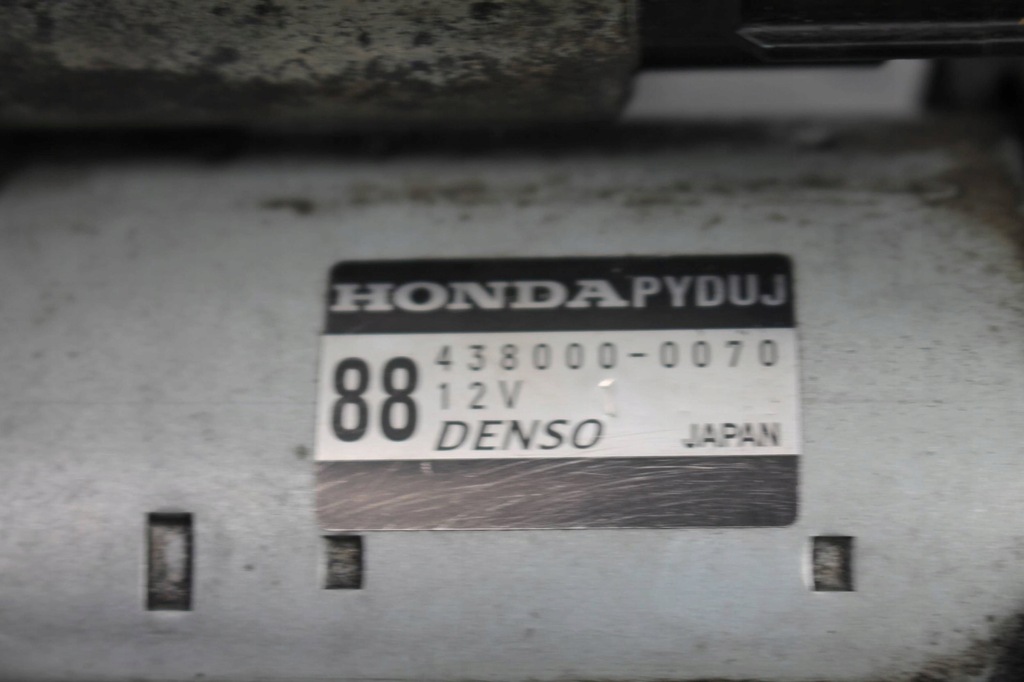 HONDA PYDUJ
88 438000-0070
12V
DENSO JAPAN